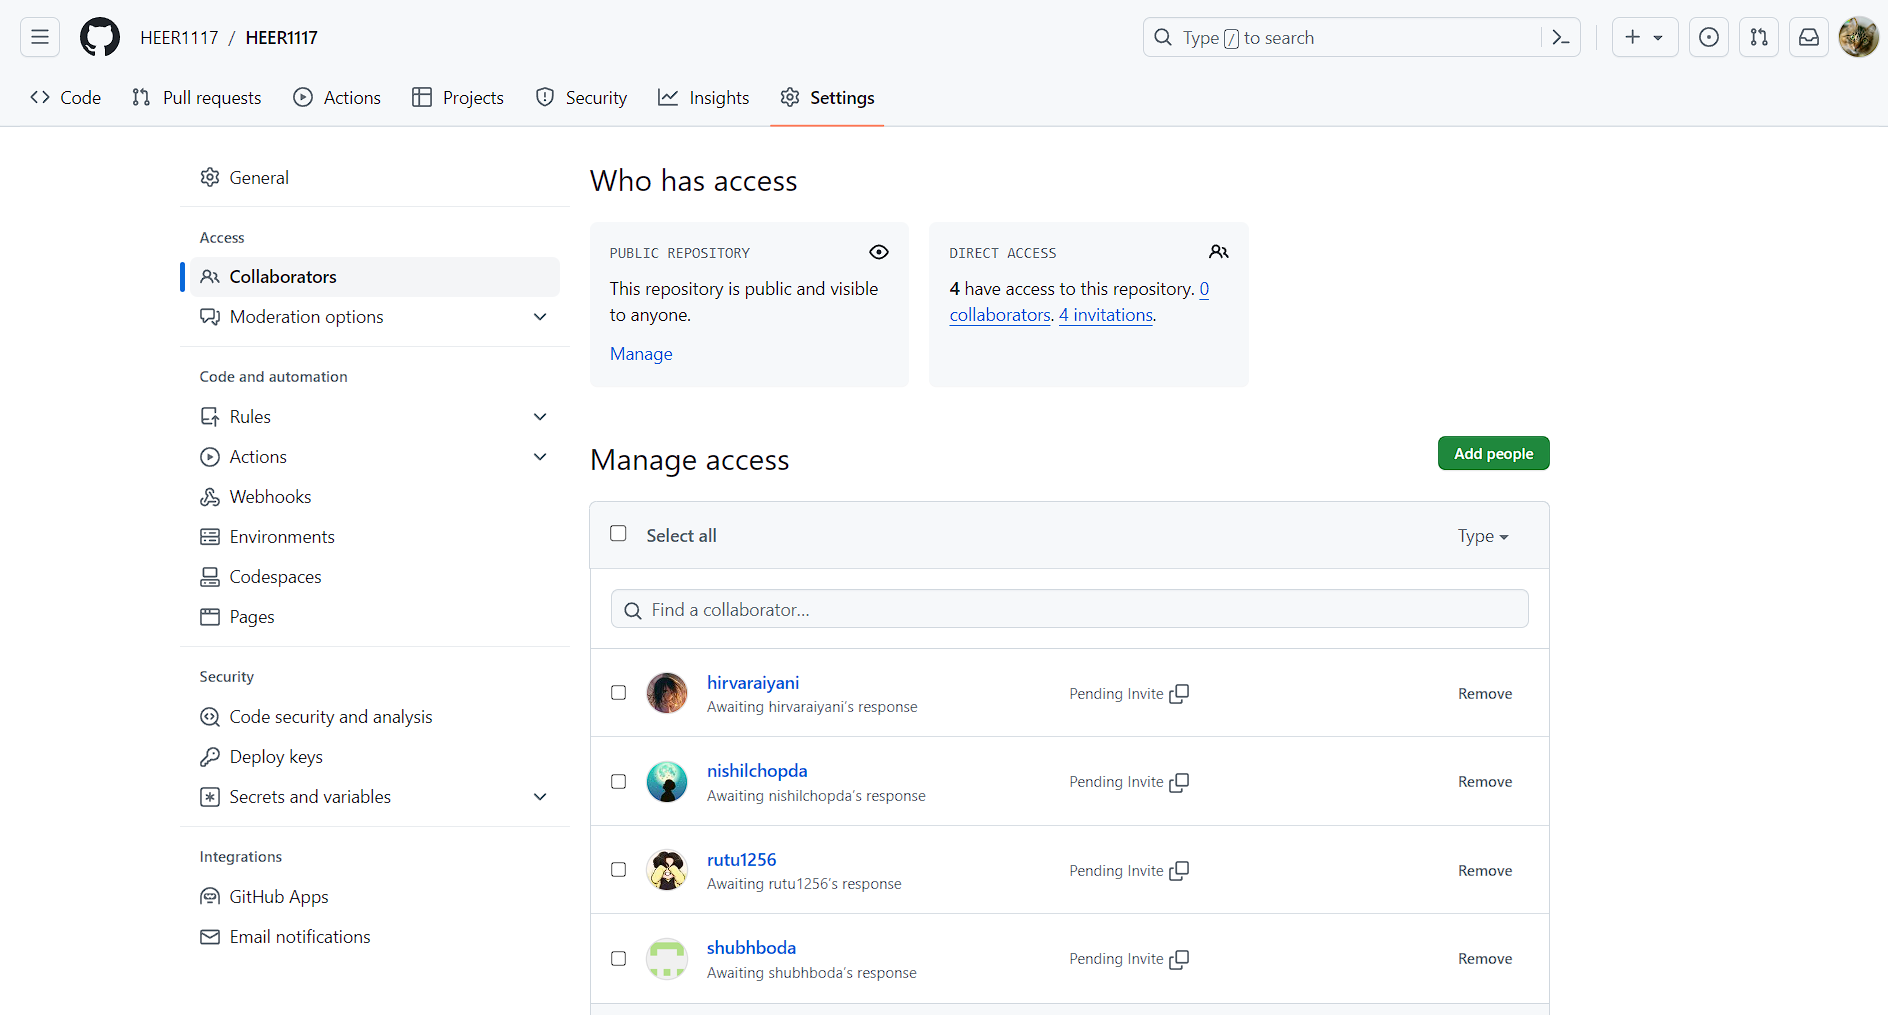 HEER1117 / HEER1117
Type / to search
Code
Pull requests
Actions
Projects
Security
Insights
Settings
General
Access
Collaborators
Moderation options
Code and automation
Rules
Actions
Webhooks
Environments
Codespaces
Pages
Security
Code security and analysis
Deploy keys
Secrets and variables
Integrations
GitHub Apps
Email notifications
Who has access
PUBLIC REPOSITORY
This repository is public and visible
to anyone.
Manage
DIRECT ACCESS
4 have access to this repository. 0
collaborators. 4 invitations.
Manage access
Add people
Select all
Type
Find a collaborator...
hirvaraiyani
Awaiting hirvaraiyani's response
Pending Invite
Remove
nishilchopda
Awaiting nishilchopda's response
Pending Invite
Remove
rutu1256
Awaiting rutu1256's response
Pending Invite
Remove
shubhboda
Awaiting shubhboda's response
Pending Invite
Remove